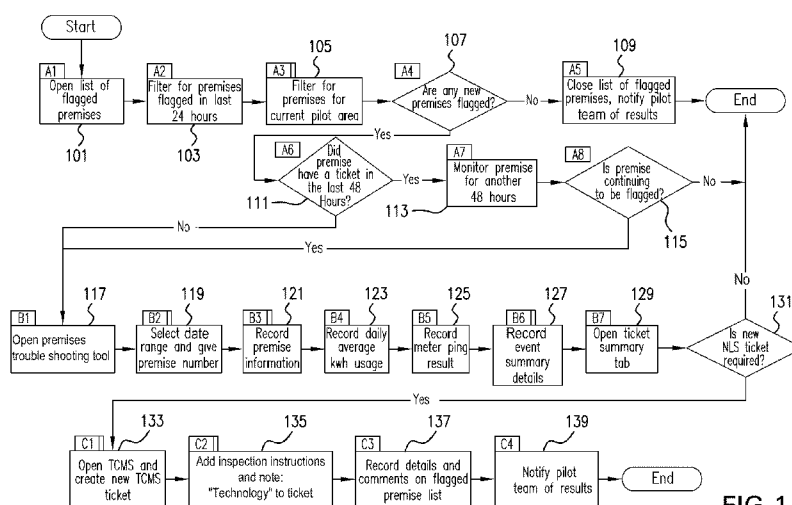 Start
A1
Open list of
flagged
premises
101
A2
Filter for premises
flagged in last
24 hours
103
A3
105
Filter for
premises for
current pilot area
A4
107
Are any new
premises flagged?
No
Yes
A5
109
Close list of flagged
premises, notify pilot
team of results
End
A6
Did
premise
have a ticket in
the last 48
Hours?
111
Yes
No
A7
Monitor premise
for another
48 hours
113
A8
Is premise
continuing
to be flagged?
115
No
Yes
B1
117
Open premises
trouble shooting tool
B2
119
Select date
range and give
premise number
B3
121
Record
premise
information
B4
123
Record daily
average
kwh usage
B5
125
Record
meter ping
result
B6
127
Record
event
summary
details
B7
129
Open ticket
summary
tab
131
Is new
NLS ticket
required?
No
Yes
C1
133
Open TCMS and
create new TCMS
ticket
C2
135
Add inspection instructions
and note:
"Technology" to ticket
C3
137
Record details and
comments on flagged
premise list
C4
139
Notify pilot
team of results
End
FIG. 1